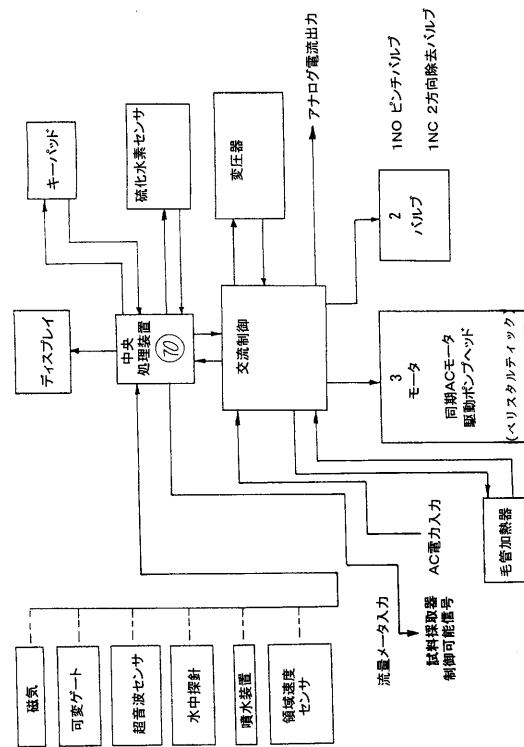 ディスプレイ
キーパッド
中央
処理装置
70
硫化水素センサ
交流制御
変圧器
アナログ電流出力
1NO ピンチバルブ
1NC 2方向除去バルブ
2
バルブ
3
モータ
同期ACモータ
駆動ポンプヘッド
(ペリスタルティック)
毛管加熱器
AC電力入力
流量メータ入力
試料採取器
制御可能信号
磁気
可変ゲート
超音波センサ
水中探針
噴水装置
領域速度
センサ